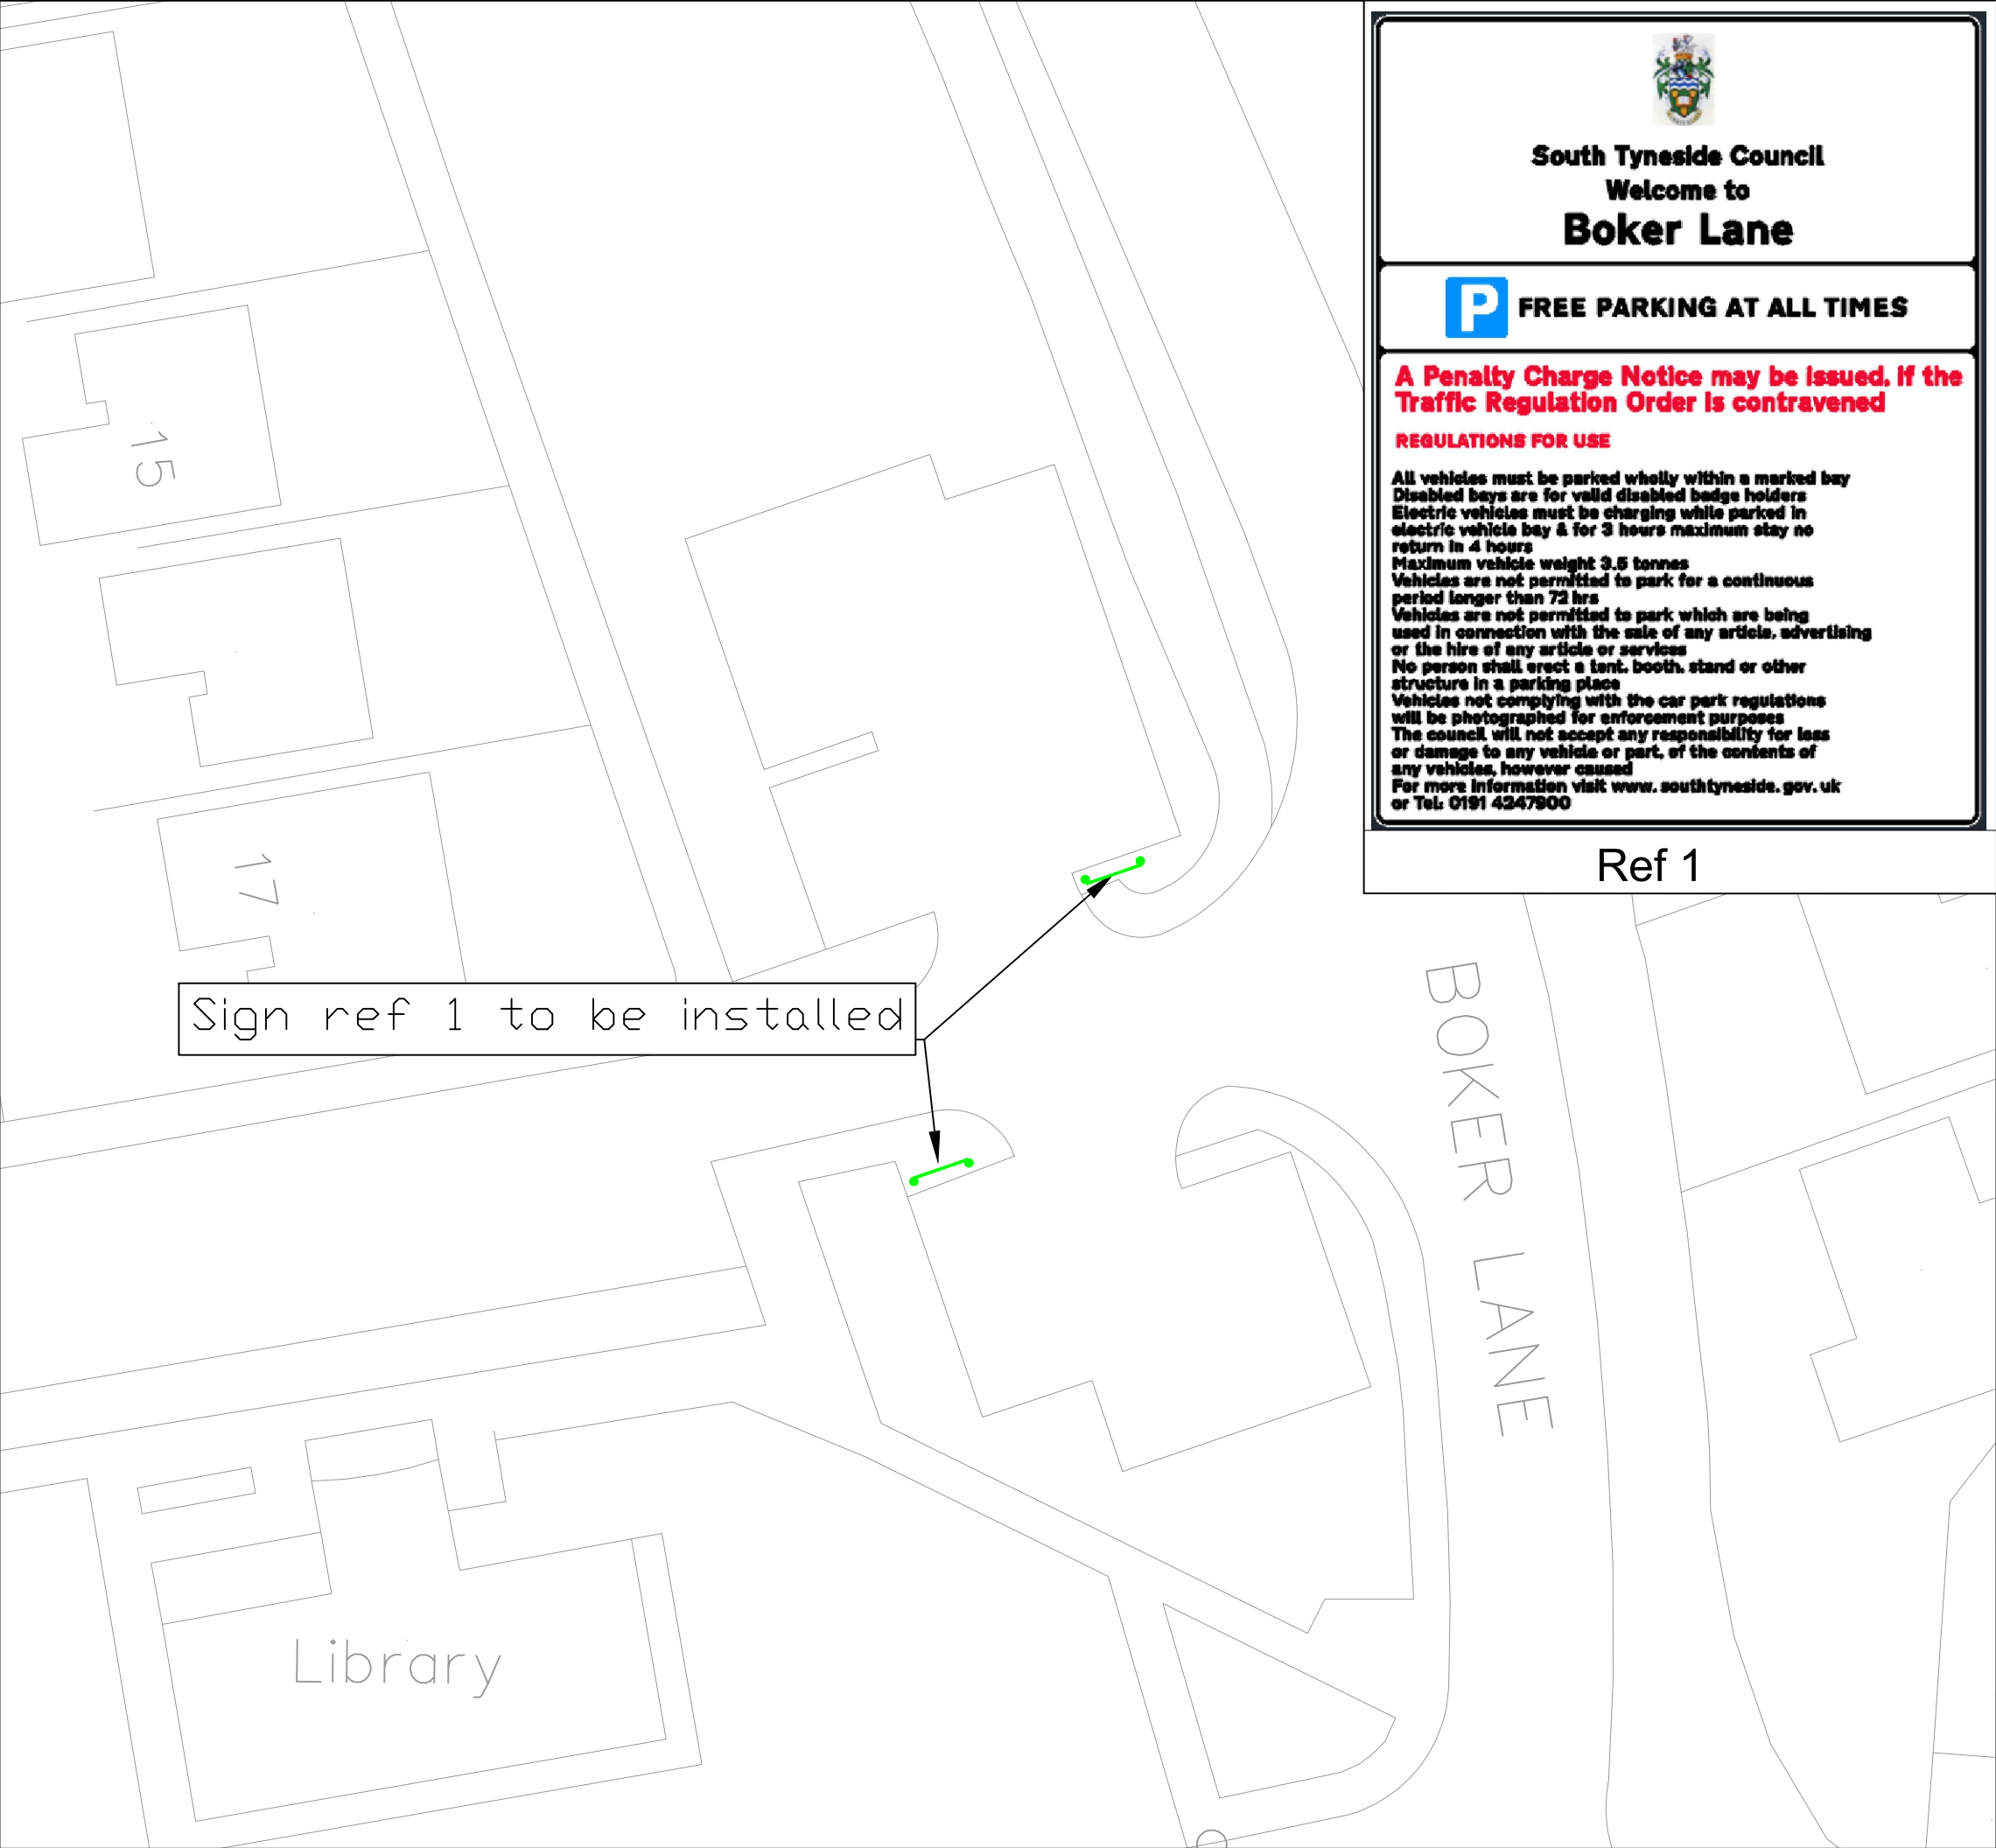 South Tyneside Council
Welcome to
Boker Lane
P FREE PARKING AT ALL TIMES
A Penalty Charge Notice may be issued, if the
Traffic Regulation Order is contravened
REGULATIONS FOR USE
All vehicles must be parked wholly within a marked bay
Disabled bays are for valid disabled badge holders
Electric vehicles must be charging while parked in
electric vehicle bay & for 3 hours maximum stay no
return in 4 hours
Maximum vehicle weight 3.5 tonnes
Vehicles are not permitted to park for a continuous
period longer than 72 hrs
Vehicles are not permitted to park which are being
used in connection with the sale of any article, advertising
or the hire of any article or services
No person shall erect a tent, booth, stand or other
structure in a parking place
Vehicles not complying with the car park regulations
will be photographed for enforcement purposes
The council will not accept any responsibility for loss
or damage to any vehicle or part, of the contents of
any vehicles, however caused
For more information visit www.southtyneside.gov.uk
or Tel: 0191 4247900
Ref 1
15
17
Sign ref 1 to be installed
BOKER LANE
Library